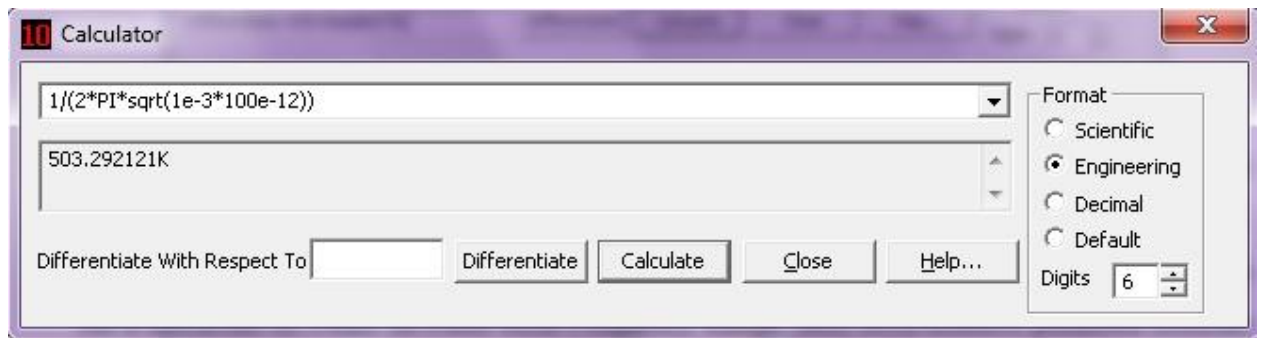 10 Calculator
x
1/(2*PI*sqrt(1e-3*100e-12))
503.292121K
Differentiate With Respect To
Differentiate
Calculate
Close
Help...
Format
Scientific
Engineering
Decimal
Default
Digits 6